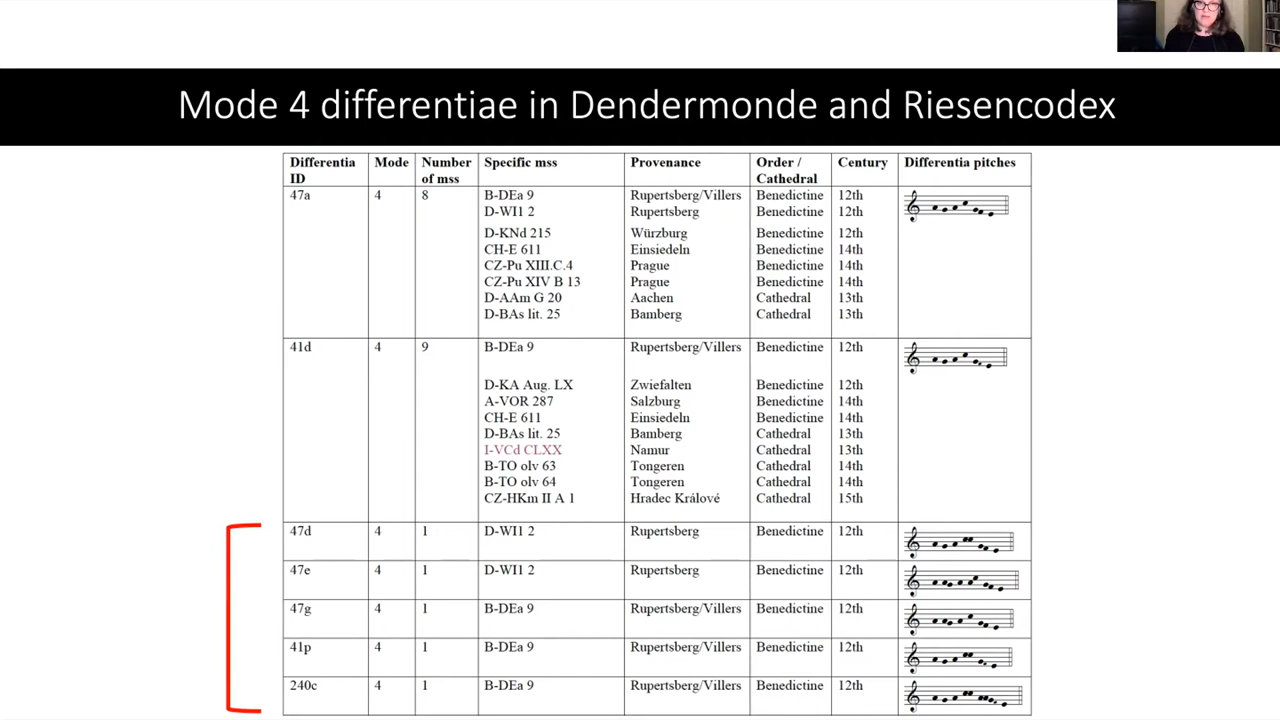 Mode 4 differentiae in Dendermonde and Riesencodex
Differentia ID Mode Number of mss Specific mss Provenance Order / Cathedral Century Differentia pitches
47a 4 8 B-DEa 9 Rupertsberg/Villers Benedictine 12th
D-WI1 2 Rupertsberg Benedictine 12th
D-KNd 215 Würzburg Benedictine 12th
CH-E 611 Einsiedeln Benedictine 14th
CZ-Pu XIII.C.4 Prague Benedictine 14th
CZ-Pu XIV B 13 Prague Benedictine 14th
D-AAm G 20 Aachen Cathedral 13th
D-BAs lit. 25 Bamberg Cathedral 13th
41d 4 9 B-DEa 9 Rupertsberg/Villers Benedictine 12th
D-KA Aug. LX Zwiefalten Benedictine 12th
A-VOR 287 Salzburg Benedictine 14th
CH-E 611 Einsiedeln Benedictine 14th
D-BAs lit. 25 Bamberg Cathedral 13th
I-VCd CLXX Namur Cathedral 13th
B-TO olv 63 Tongeren Cathedral 14th
B-TO olv 64 Tongeren Cathedral 14th
CZ-HKm II A 1 Hradec Králové Cathedral 15th
47d 4 1 D-WI1 2 Rupertsberg Benedictine 12th
47e 4 1 D-WI1 2 Rupertsberg Benedictine 12th
47g 4 1 B-DEa 9 Rupertsberg/Villers Benedictine 12th
41p 4 1 B-DEa 9 Rupertsberg/Villers Benedictine 12th
240c 4 1 B-DEa 9 Rupertsberg/Villers Benedictine 12th